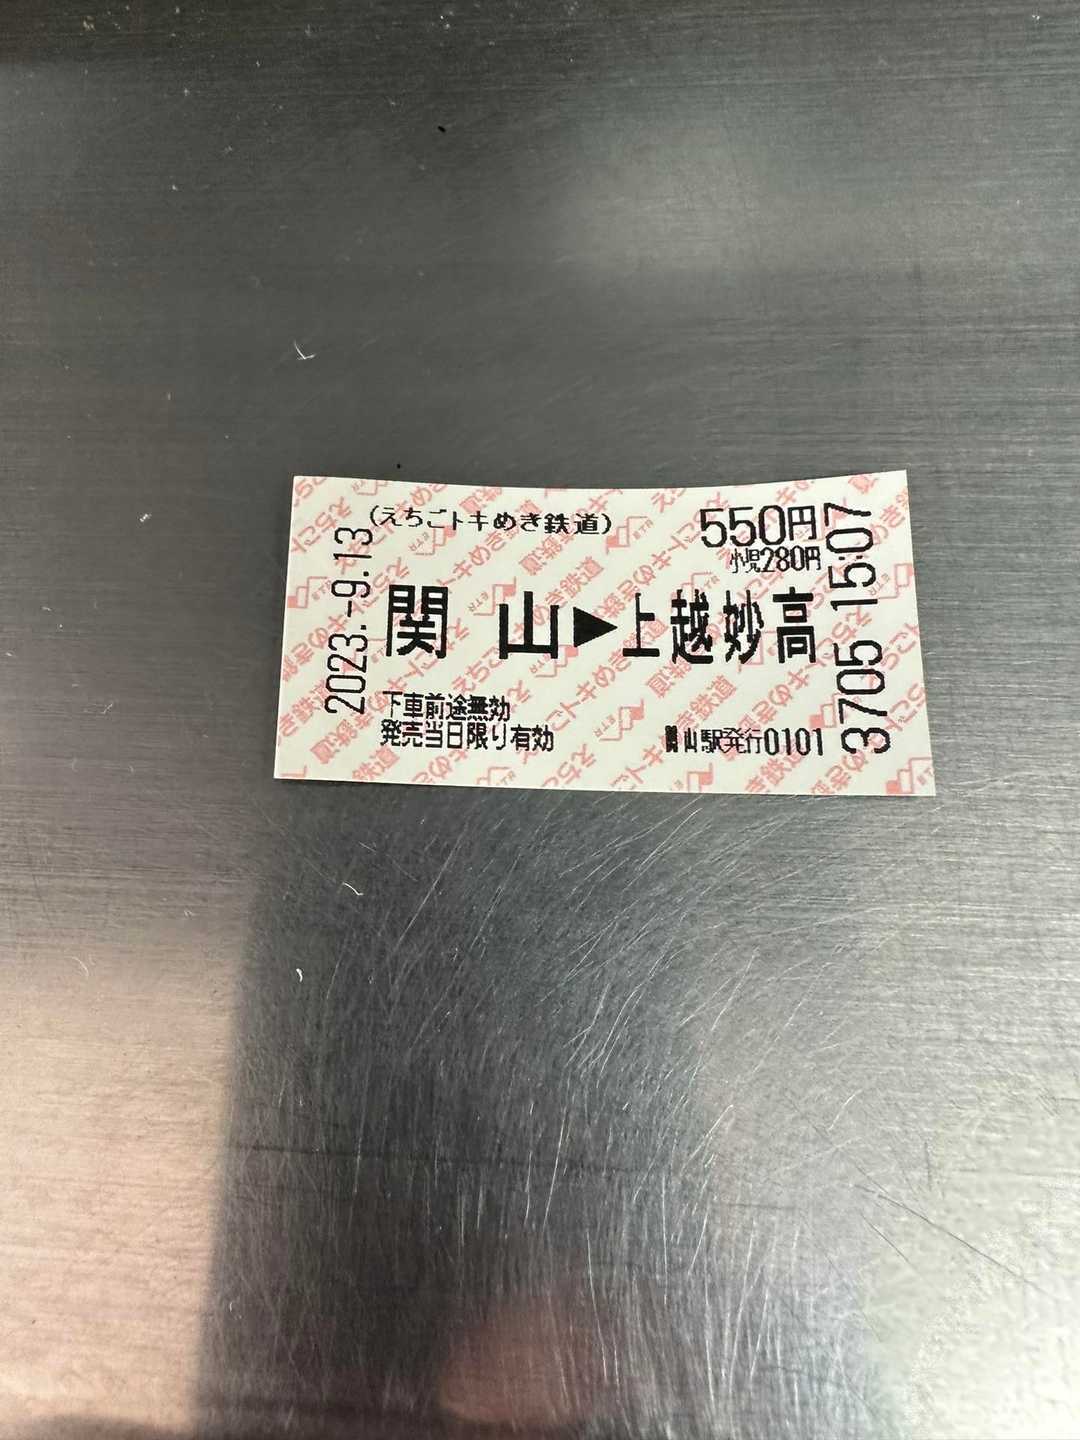 (えちごトキめき鉄道)
550円
小児280円
2023.-9.13
関山▶上越妙高
下車前途無効
発売当日限り有効
関山駅発行0101
3705 15:07